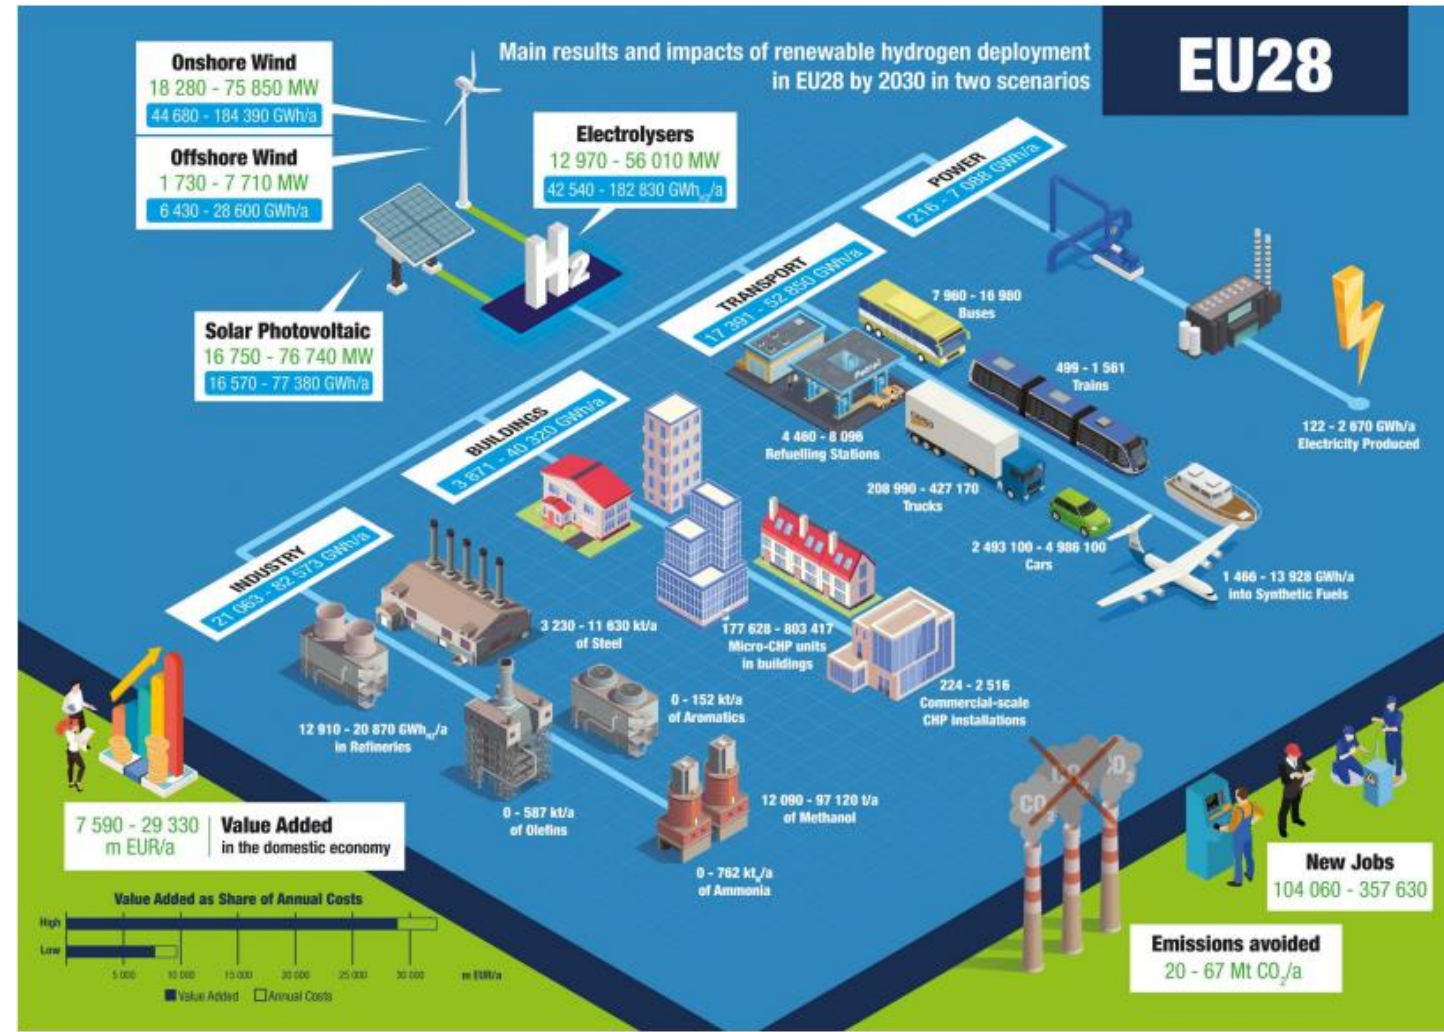 Main results and impacts of renewable hydrogen deployment
in EU28 by 2030 in two scenarios
EU28
Onshore Wind
18 280 - 75 850 MW
44 680 - 184 390 GWh/a
Offshore Wind
1 730 - 7 710 MW
6 430 - 28 600 GWh/a
Electrolysers
12 970 - 56 010 MW
42 540 - 182 830 GWh_H2/a
H2
Solar Photovoltaic
16 750 - 76 740 MW
16 570 - 77 380 GWh/a
POWER
216 - 7 088 GWh/a
TRANSPORT
17 391 - 52 850 GWh/a
7 960 - 16 980
Buses
499 - 1 561
Trains
Petrol
4 460 - 8 096
Refuelling Stations
122 - 2 670 GWh/a
Electricity Produced
208 990 - 427 170
Trucks
2 493 100 - 4 986 100
Cars
1 466 - 13 928 GWh/a
into Synthetic Fuels
BUILDINGS
3 871 - 40 320 GWh/a
177 628 - 803 417
Micro-CHP units
in buildings
224 - 2 516
Commercial-scale
CHP installations
INDUSTRY
21 063 - 82 573 GWh/a
3 230 - 11 630 kt/a
of Steel
12 910 - 20 870 GWh_H2/a
in Refineries
0 - 152 kt/a
of Aromatics
0 - 587 kt/a
of Olefins
12 090 - 97 120 t/a
of Methanol
0 - 762 kt_N/a
of Ammonia
7 590 - 29 330
m EUR/a
Value Added
in the domestic economy
Value Added as Share of Annual Costs
High
Low
5 000 10 000 15 000 20 000 25 000 30 000 m EUR/a
Value Added Annual Costs
CO2
New Jobs
104 060 - 357 630
Emissions avoided
20 - 67 Mt CO2/a